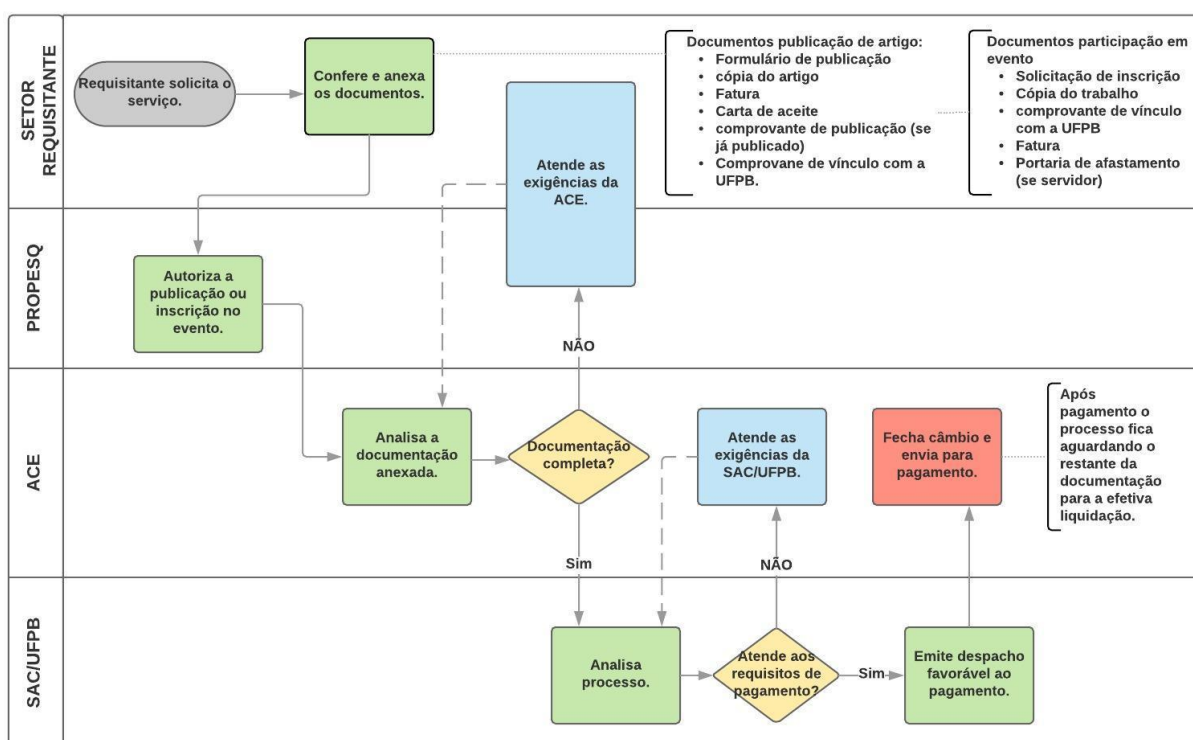 SETOR
REQUISITANTE
Requisitante solicita o
serviço.
Confere e anexa
os documentos.
Documentos publicação de artigo:
• Formulário de publicação
• cópia do artigo
• Fatura
• Carta de aceite
• comprovante de publicação (se
já publicado)
• Comprovane de vínculo com a
UFPB.
Documentos participação em
evento
• Solicitação de inscrição
• Cópia do trabalho
• comprovante de vínculo
com a UFPB
• Fatura
• Portaria de afastamento
(se servidor)
Atende as
exigências da
ACE.
PROPESQ
Autoriza a
publicação ou
inscrição no
evento.
NÃO
ACE
Analisa a
documentação
anexada.
Documentação
completa?
Atende as
exigências da
SAC/UFPB.
Fecha câmbio e
envia para
pagamento.
Após
pagamento o
processo fica
aguardando o
restante da
documentação
para a efetiva
liquidação.
Sim
NÃO
SAC/UFPB
Analisa
processo.
Atende aos
requisitos de
pagamento?
Sim
Emite despacho
favorável ao
pagamento.